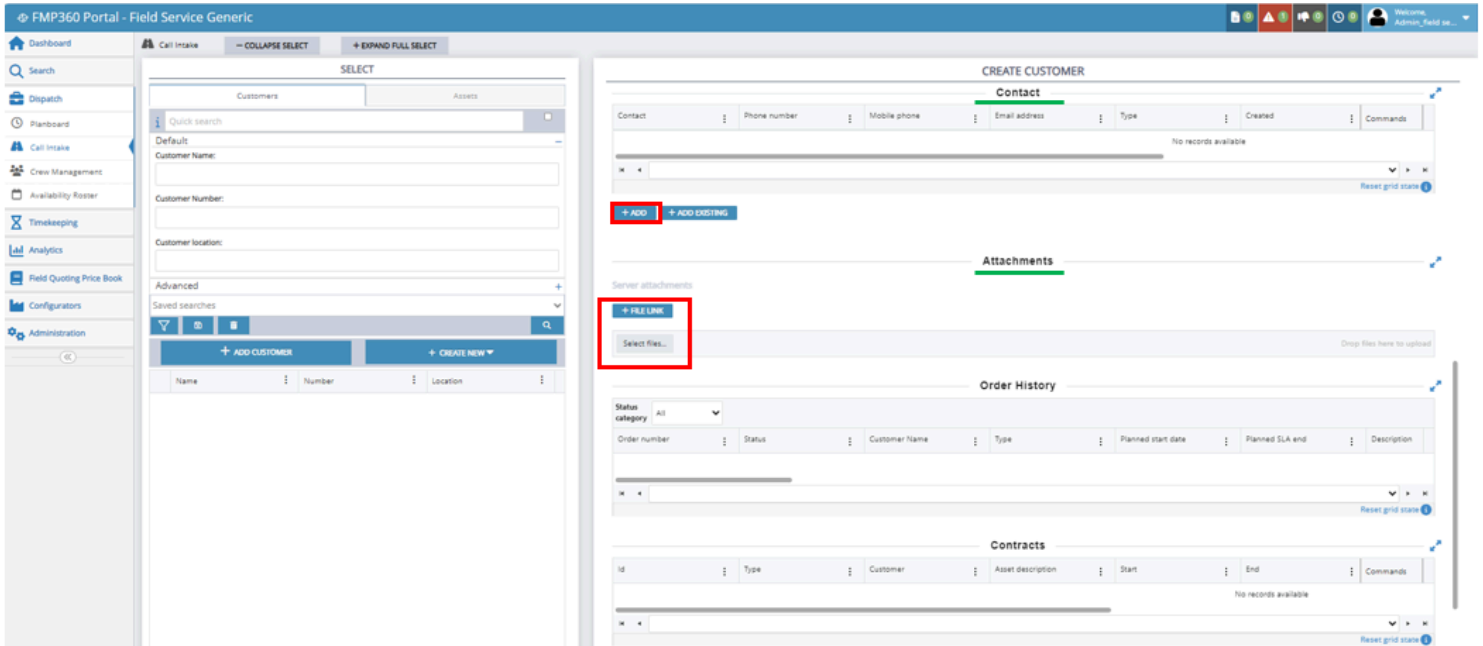 FMP360 Portal - Field Service Generic
0 1 0 0
Welcome,
Admin_field se...
Dashboard
Search
Dispatch
Planboard
Call Intake
Crew Management
Availability Roster
Timekeeping
Analytics
Field Quoting Price Book
Configurators
Administration
Call Intake
− COLLAPSE SELECT
+ EXPAND FULL SELECT
SELECT
Customers Assets
i Quick search
Default −
Customer Name:
Customer Number:
Customer location:
Advanced +
Saved searches
+ ADD CUSTOMER
+ CREATE NEW
Name Number Location
CREATE CUSTOMER
Contact
Contact Phone number Mobile phone Email address Type Created Commands
No records available
Reset grid state i
+ ADD
+ ADD EXISTING
Attachments
Server attachments
+ FILE LINK
Select files...
Drop files here to upload
Order History
Status
category All
Order number Status Customer Name Type Planned start date Planned SLA end Description
Reset grid state i
Contracts
Id Type Customer Asset description Start End Commands
No records available
Reset grid state i